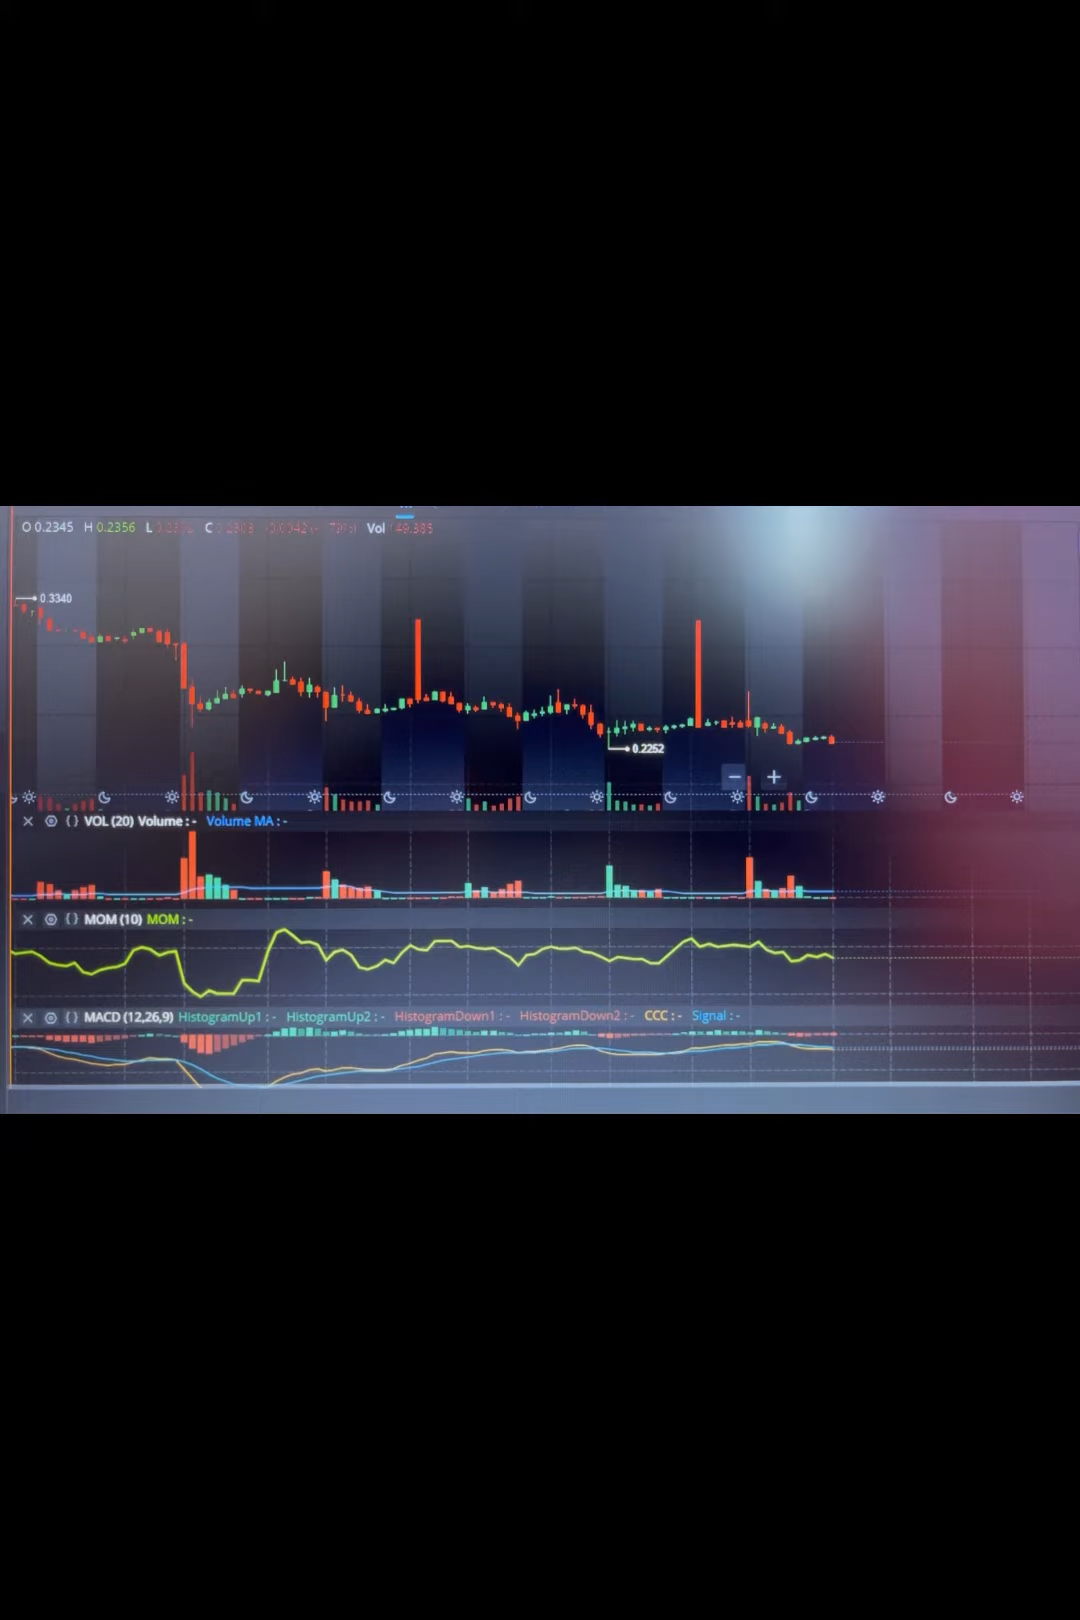 O 0.2345 H 0.2356 L C Vol
0.3340
0.2252
− +
VOL (20) Volume : - Volume MA : -
MOM (10) MOM : -
MACD (12,26,9) HistogramUp1 : - HistogramUp2 : - HistogramDown1 : - HistogramDown2 : - CCC : - Signal : -